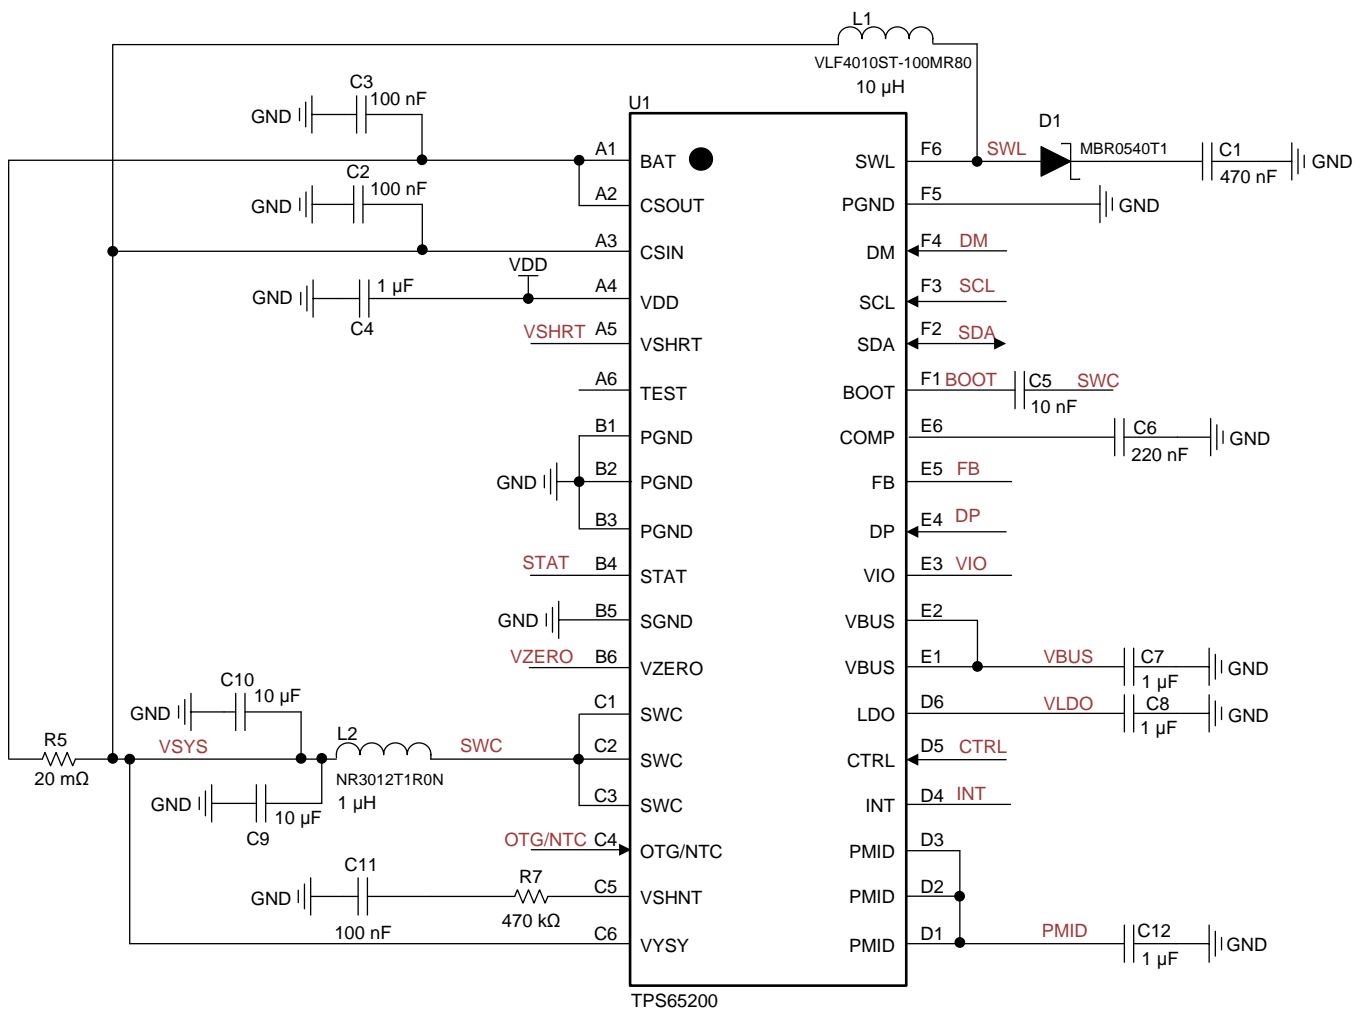 L1
VLF4010ST-100MR80
10 µH
C3
100 nF
GND
U1
D1
A1
BAT
SWL
F6
SWL
MBR0540T1
C1
470 nF
GND
C2
100 nF
GND
A2
CSOUT
PGND
F5
GND
A3
CSIN
DM
F4
DM
VDD
1 µF
GND
C4
A4
VDD
SCL
F3
SCL
VSHRT
A5
VSHRT
SDA
F2
SDA
A6
TEST
BOOT
F1
BOOT
C5
10 nF
SWC
B1
PGND
COMP
E6
C6
220 nF
GND
GND
B2
PGND
FB
E5
FB
B3
PGND
DP
E4
DP
STAT
B4
STAT
VIO
E3
VIO
GND
B5
SGND
VBUS
E2
VZERO
B6
VZERO
VBUS
E1
VBUS
C7
1 µF
GND
C10
10 µF
GND
C1
SWC
LDO
D6
VLDO
C8
1 µF
GND
R5
20 mΩ
VSYS
L2
NR3012T1R0N
1 µH
SWC
C2
SWC
CTRL
D5
CTRL
GND
C9
10 µF
C3
SWC
INT
D4
INT
OTG/NTC
C4
OTG/NTC
PMID
D3
C11
100 nF
GND
R7
470 kΩ
C5
VSHNT
PMID
D2
C6
VYSY
PMID
D1
PMID
C12
1 µF
GND
TPS65200